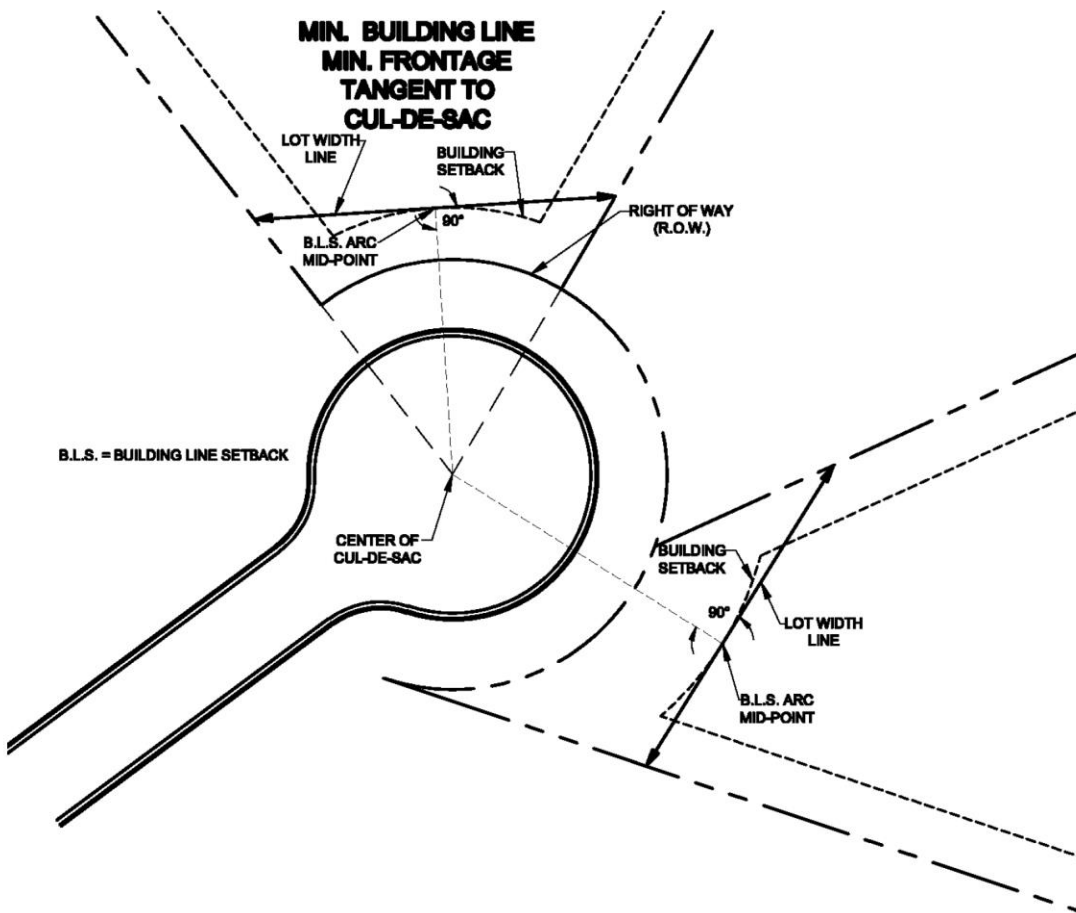 MIN. BUILDING LINE
MIN. FRONTAGE
TANGENT TO
CUL-DE-SAC
LOT WIDTH
LINE
BUILDING
SETBACK
90°
B.L.S. ARC
MID-POINT
RIGHT OF WAY
(R.O.W.)
B.L.S. = BUILDING LINE SETBACK
CENTER OF
CUL-DE-SAC
BUILDING
SETBACK
90°
LOT WIDTH
LINE
B.L.S. ARC
MID-POINT